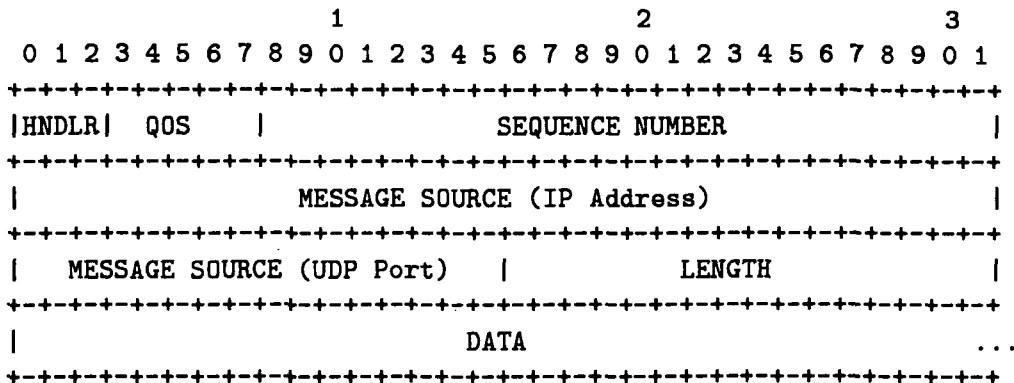 1                   2                   3
 0 1 2 3 4 5 6 7 8 9 0 1 2 3 4 5 6 7 8 9 0 1 2 3 4 5 6 7 8 9 0 1
+-+-+-+-+-+-+-+-+-+-+-+-+-+-+-+-+-+-+-+-+-+-+-+-+-+-+-+-+-+-+-+-+
|HNDLR|  QOS    |               SEQUENCE NUMBER                 |
+-+-+-+-+-+-+-+-+-+-+-+-+-+-+-+-+-+-+-+-+-+-+-+-+-+-+-+-+-+-+-+-+
|                  MESSAGE SOURCE (IP Address)                  |
+-+-+-+-+-+-+-+-+-+-+-+-+-+-+-+-+-+-+-+-+-+-+-+-+-+-+-+-+-+-+-+-+
|   MESSAGE SOURCE (UDP Port)   |           LENGTH              |
+-+-+-+-+-+-+-+-+-+-+-+-+-+-+-+-+-+-+-+-+-+-+-+-+-+-+-+-+-+-+-+-+
|                             DATA                             ...
+-+-+-+-+-+-+-+-+-+-+-+-+-+-+-+-+-+-+-+-+-+-+-+-+-+-+-+-+-+-+-+-+